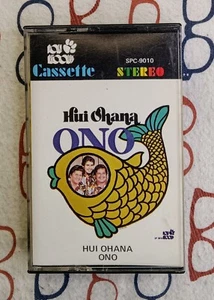 SPC-9010
Cassette STEREO
Hui Ohana
ONO
HUI OHANA
ONO